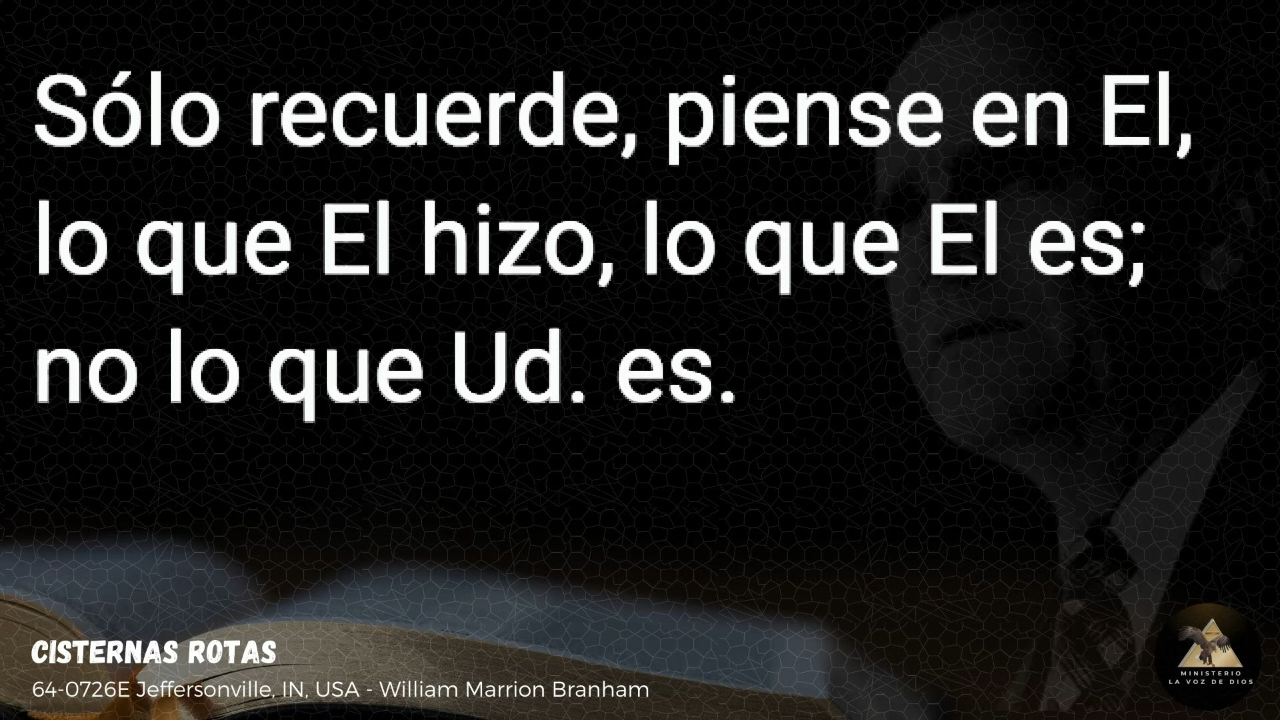 Sólo recuerde, piense en El,
lo que El hizo, lo que El es;
no lo que Ud. es.
CISTERNAS ROTAS
64-0726E Jeffersonville, IN, USA - William Marrion Branham
MINISTERIO
LA VOZ DE DIOS